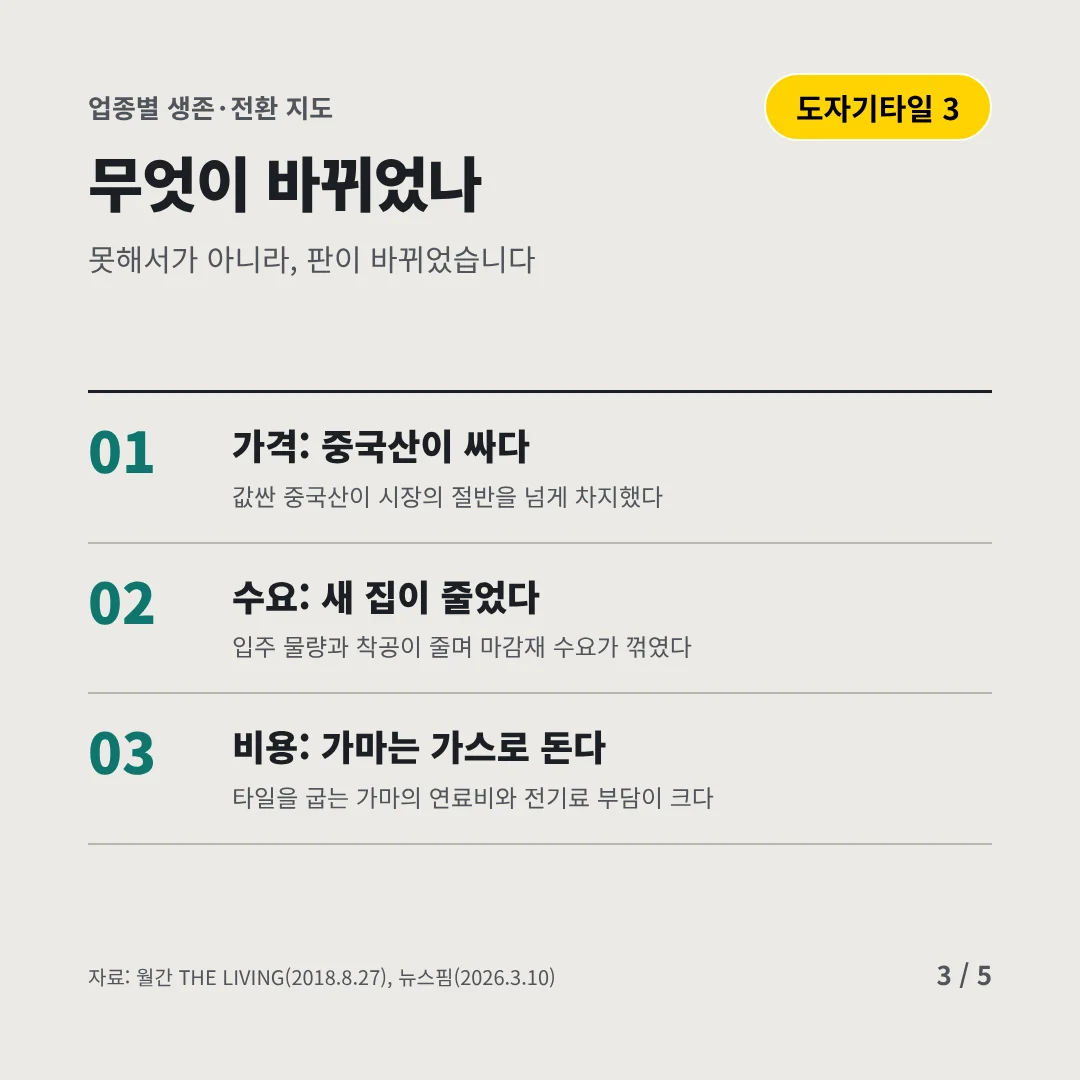 업종별 생존·전환 지도
도자기타일 3
무엇이 바뀌었나
못해서가 아니라, 판이 바뀌었습니다
01
가격: 중국산이 싸다
값싼 중국산이 시장의 절반을 넘게 차지했다
02
수요: 새 집이 줄었다
입주 물량과 착공이 줄며 마감재 수요가 꺾였다
03
비용: 가마는 가스로 돈다
타일을 굽는 가마의 연료비와 전기료 부담이 크다
자료: 월간 THE LIVING(2018.8.27), 뉴스핌(2026.3.10)
3 / 5